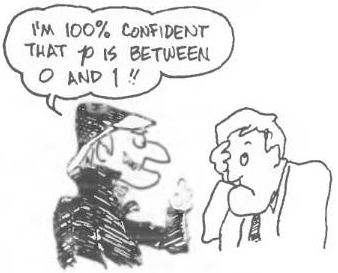 I'M 100% CONFIDENT
THAT p IS BETWEEN
0 AND 1 !!